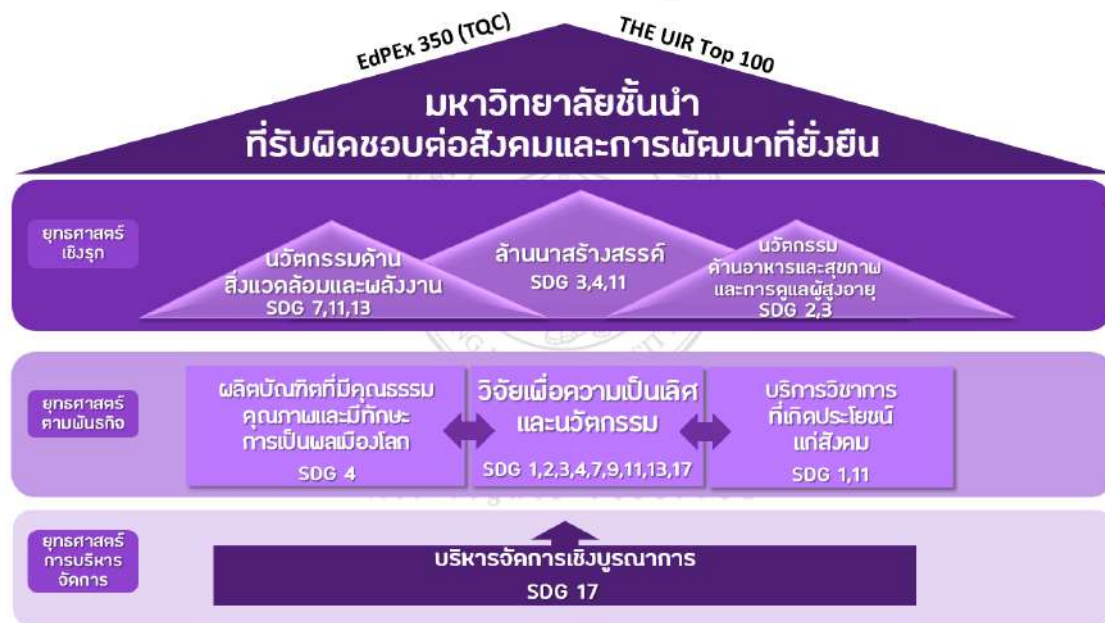 EdPEx 350 (TQC)
THE UIR Top 100
มหาวิทยาลัยชั้นนำ
ที่รับผิดชอบต่อสังคมและการพัฒนาที่ยั่งยืน
ยุทธศาสตร์
เชิงรุก
นวัตกรรมด้าน
สิ่งแวดล้อมและพลังงาน
SDG 7,11,13
ล้านนาสร้างสรรค์
SDG 3,4,11
นวัตกรรม
ด้านอาหารและสุขภาพ
และการดูแลผู้สูงอายุ
SDG 2,3
ยุทธศาสตร์
ตามพันธกิจ
ผลิตบัณฑิตที่มีคุณธรรม
คุณภาพและมีทักษะ
การเป็นพลเมืองโลก
SDG 4
วิจัยเพื่อความเป็นเลิศ
และนวัตกรรม
SDG 1,2,3,4,7,9,11,13,17
บริการวิชาการ
ที่เกิดประโยชน์
แก่สังคม
SDG 1,11
ยุทธศาสตร์
การบริหาร
จัดการ
บริหารจัดการเชิงบูรณาการ
SDG 17